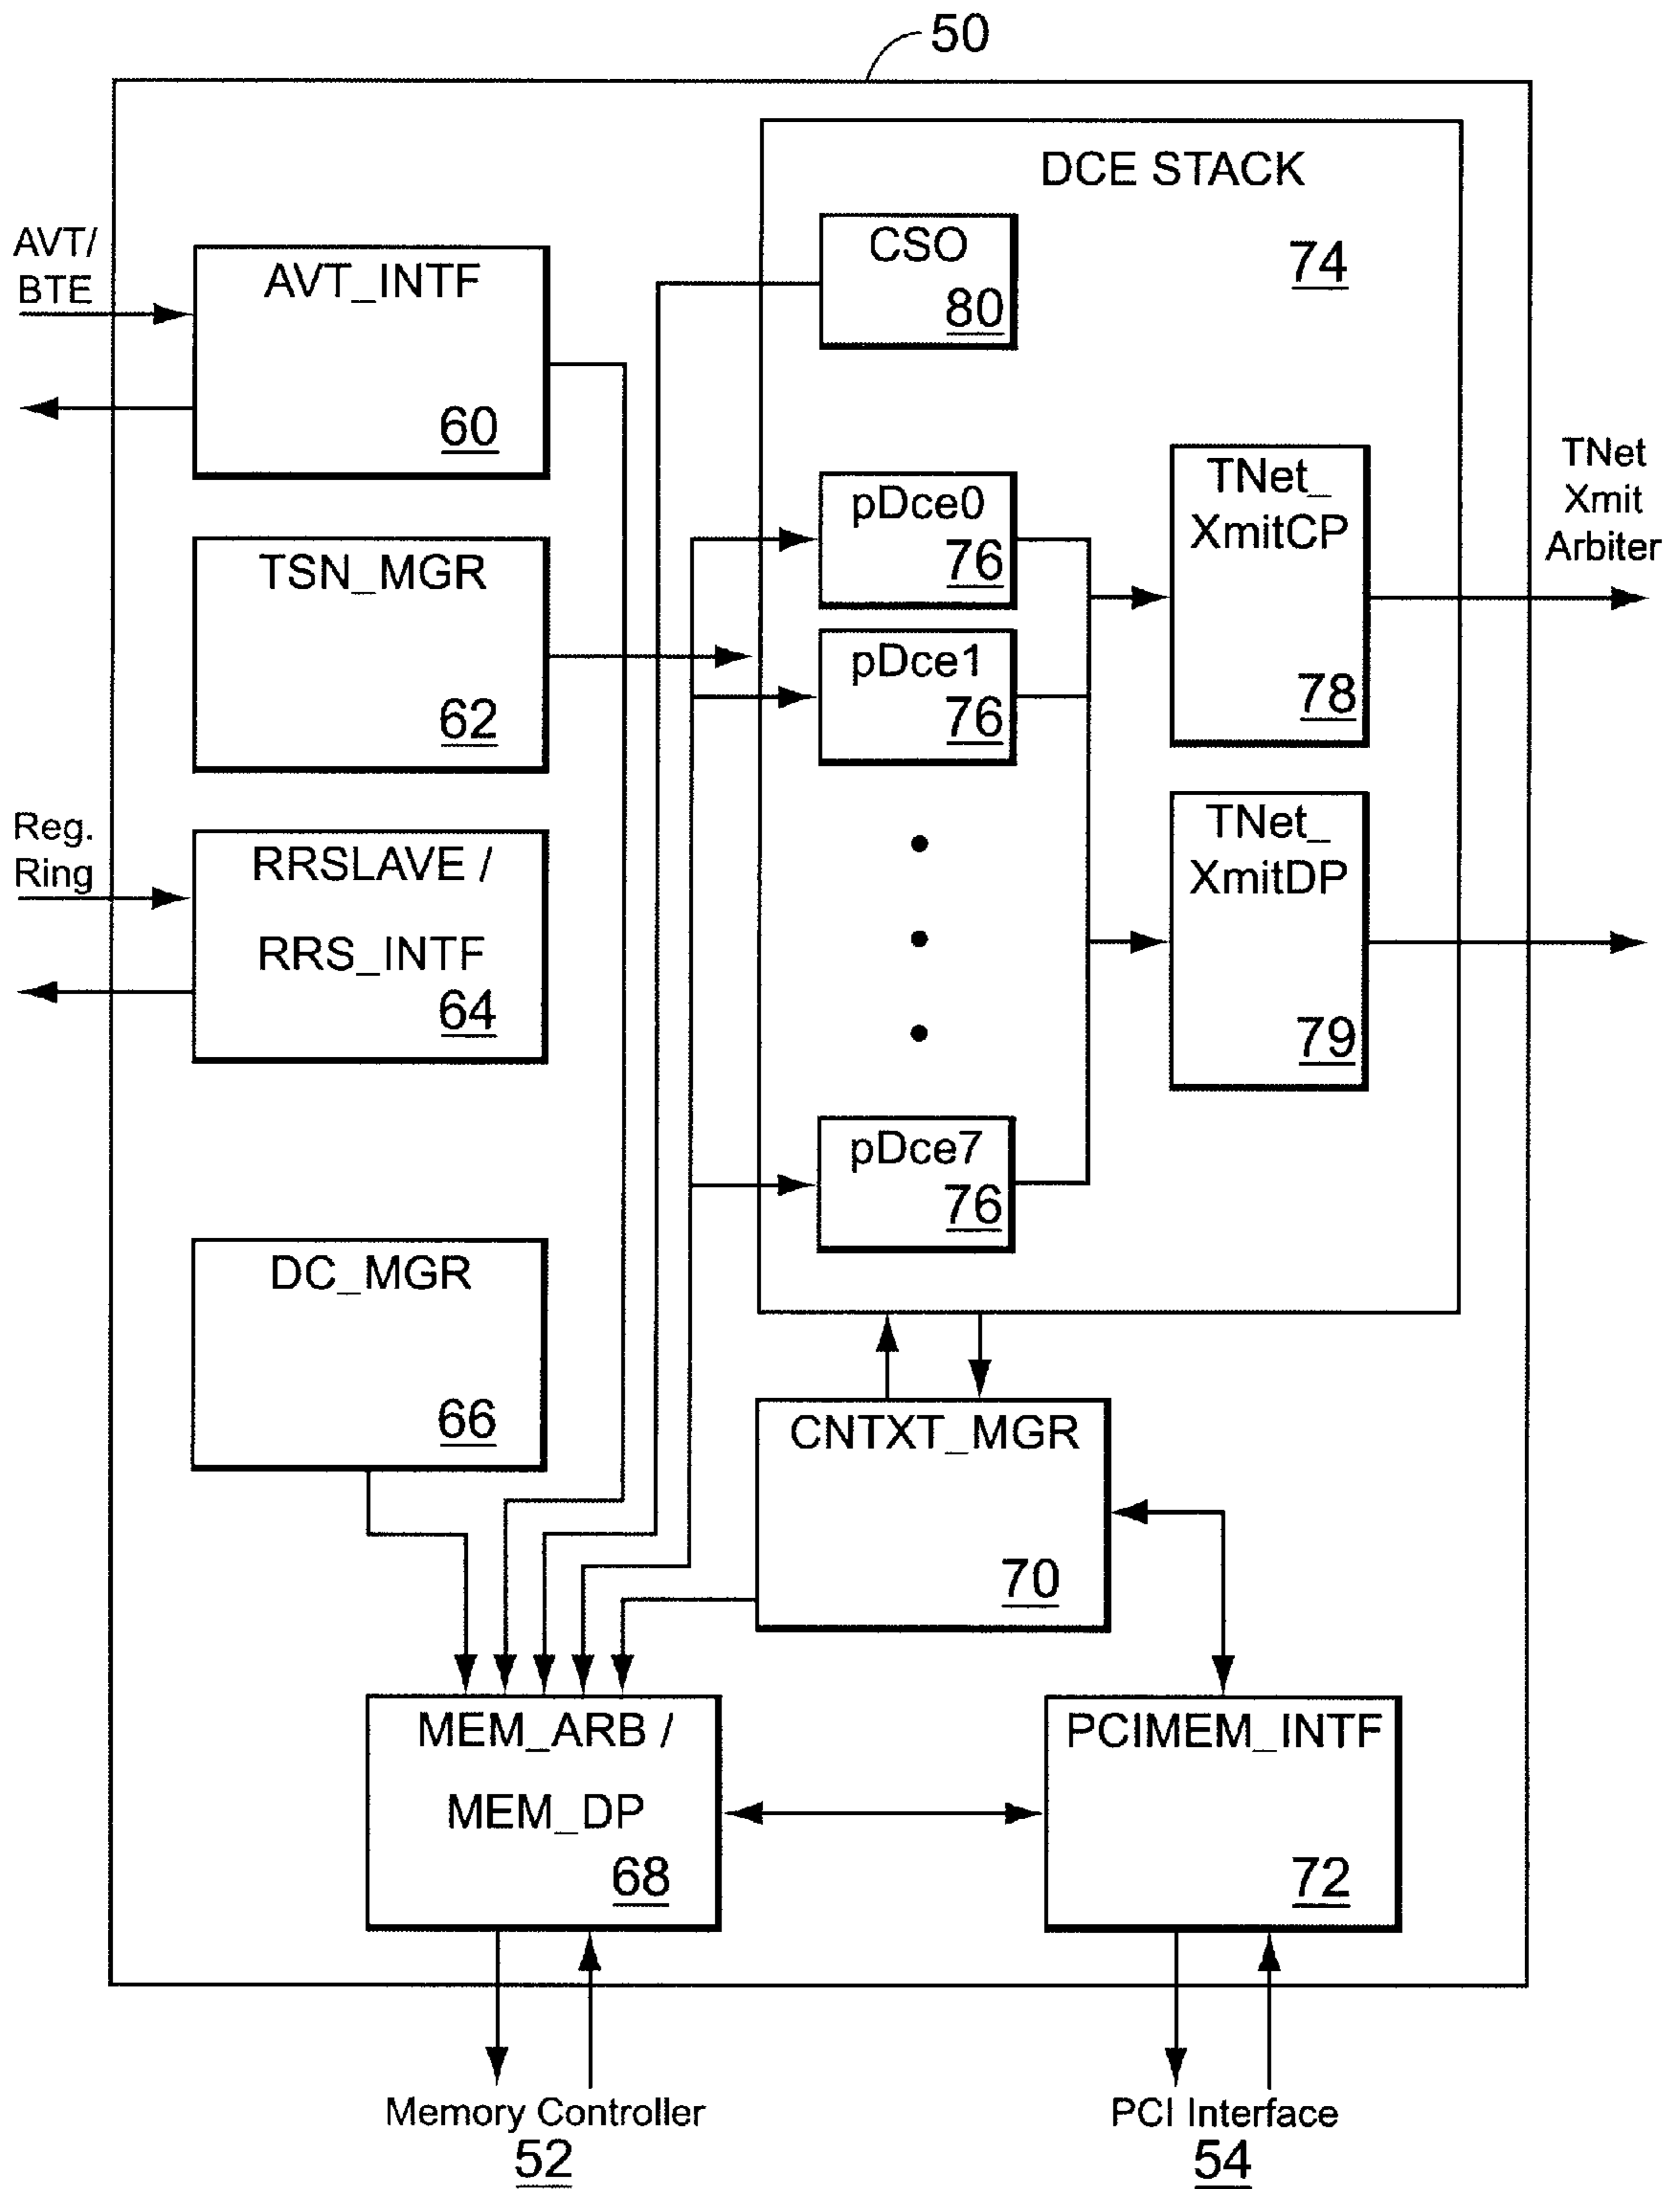 50
DCE STACK
74
CSO
80
AVT/
BTE
AVT_INTF
60
TSN_MGR
62
Reg.
Ring
RRSLAVE /
RRS_INTF
64
pDce0
76
pDce1
76
pDce7
76
TNet_
XmitCP
78
TNet_
XmitDP
79
TNet
Xmit
Arbiter
DC_MGR
66
CNTXT_MGR
70
MEM_ARB /
MEM_DP
68
PCIMEM_INTF
72
Memory Controller
52
PCI Interface
54